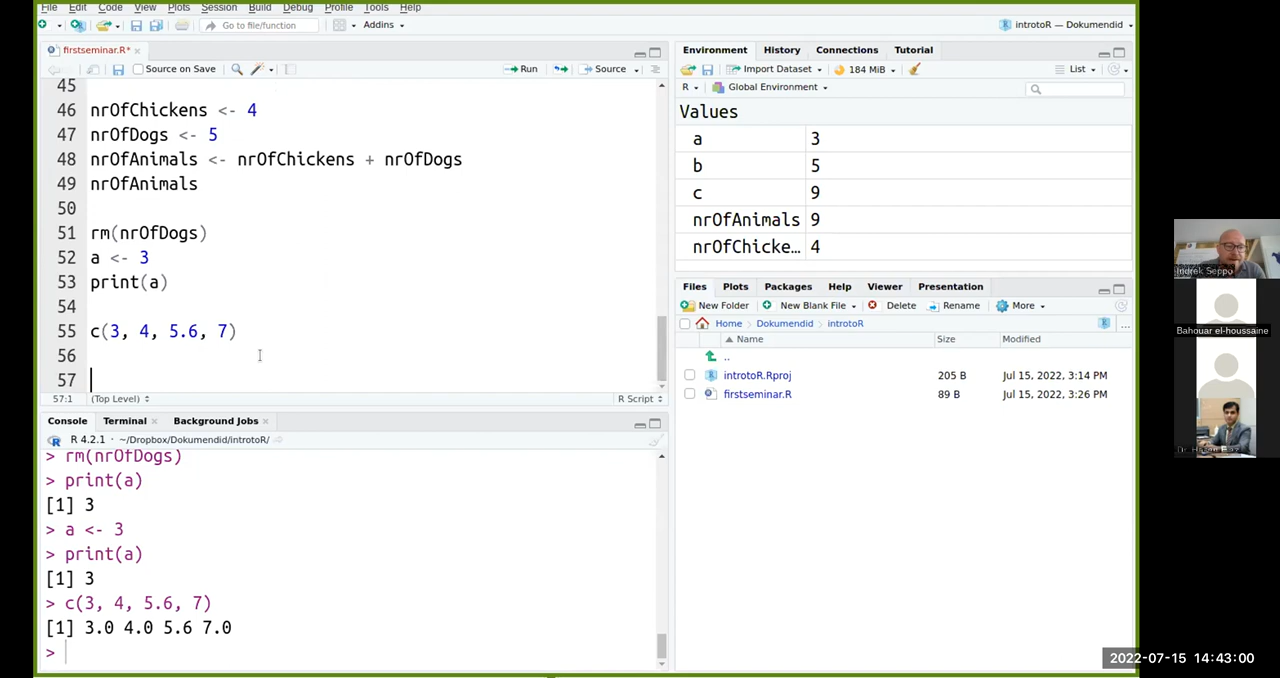 File Edit Code View Plots Session Build Debug Profile Tools Help
Go to file/function Addins introtoR — Dokumendid
firstseminar.R*
Source on Save Run Source
45
46 nrOfChickens <- 4
47 nrOfDogs <- 5
48 nrOfAnimals <- nrOfChickens + nrOfDogs
49 nrOfAnimals
50
51 rm(nrOfDogs)
52 a <- 3
53 print(a)
54
55 c(3, 4, 5.6, 7)
56
57
57:1 (Top Level) R Script
Console Terminal Background Jobs
R 4.2.1 · ~/Dropbox/Dokumendid/introtoR/
> rm(nrOfDogs)
> print(a)
[1] 3
> a <- 3
> print(a)
[1] 3
> c(3, 4, 5.6, 7)
[1] 3.0 4.0 5.6 7.0
>
Environment History Connections Tutorial
Import Dataset 184 MiB List
R Global Environment
Values
a 3
b 5
c 9
nrOfAnimals 9
nrOfChicke… 4
Files Plots Packages Help Viewer Presentation
New Folder New Blank File Delete Rename More
Home Dokumendid introtoR ...
Name Size Modified
..
introtoR.Rproj 205 B Jul 15, 2022, 3:14 PM
firstseminar.R 89 B Jul 15, 2022, 3:26 PM
Indrek Seppo
Bahouar el-houssaine
2022-07-15 14:43:00